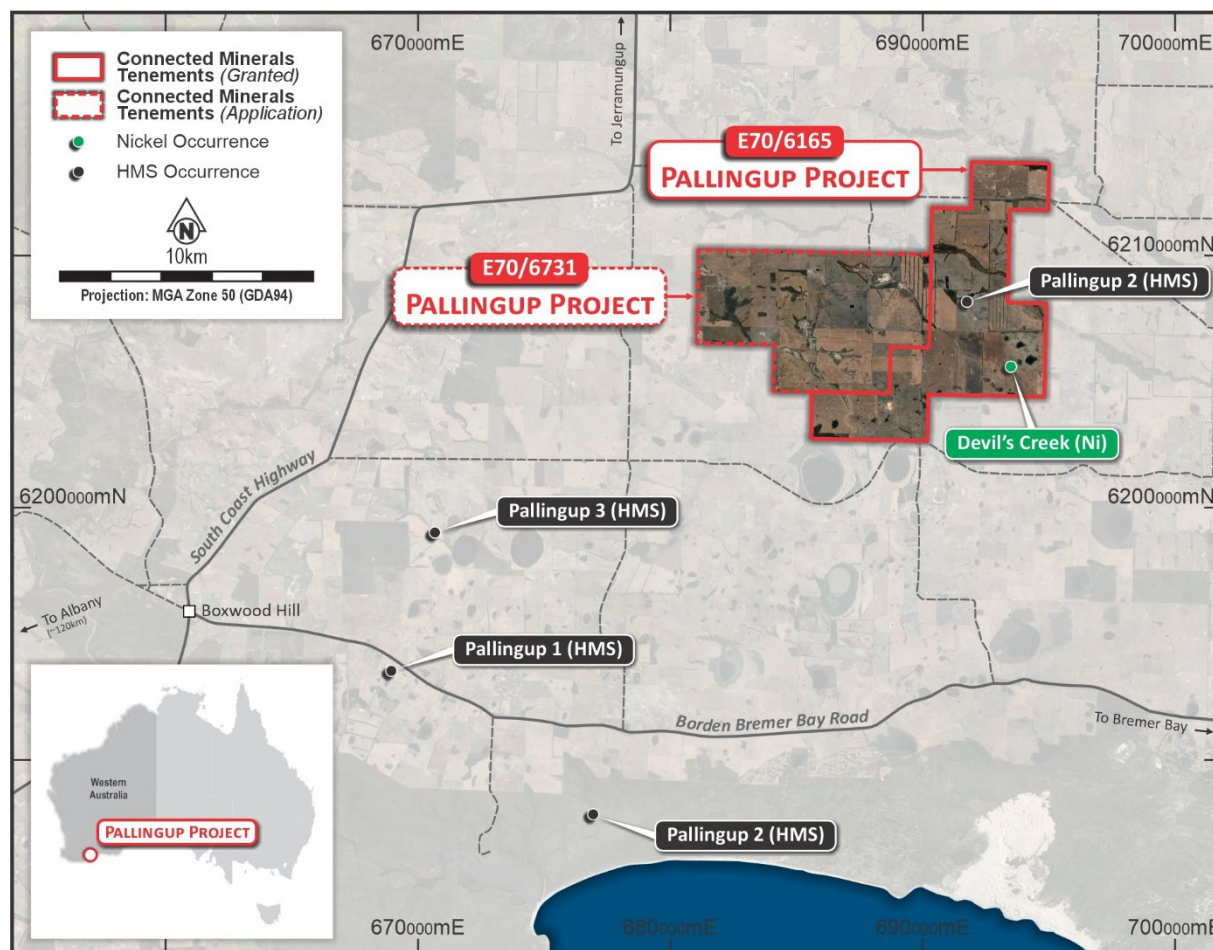 670000mE
690000mE
700000mE
Connected Minerals
Tenements (Granted)
Connected Minerals
Tenements (Application)
Nickel Occurrence
HMS Occurrence
N
10km
Projection: MGA Zone 50 (GDA94)
To Jerramungup
E70/6165
PALLINGUP PROJECT
6210000mN
E70/6731
PALLINGUP PROJECT
Pallingup 2 (HMS)
Devil's Creek (Ni)
South Coast Highway
6200000mN
6200000mN
Pallingup 3 (HMS)
To Albany
(~120km)
Boxwood Hill
Pallingup 1 (HMS)
Borden Bremer Bay Road
To Bremer Bay
Western
Australia
PALLINGUP PROJECT
Pallingup 2 (HMS)
670000mE
680000mE
690000mE
700000mE